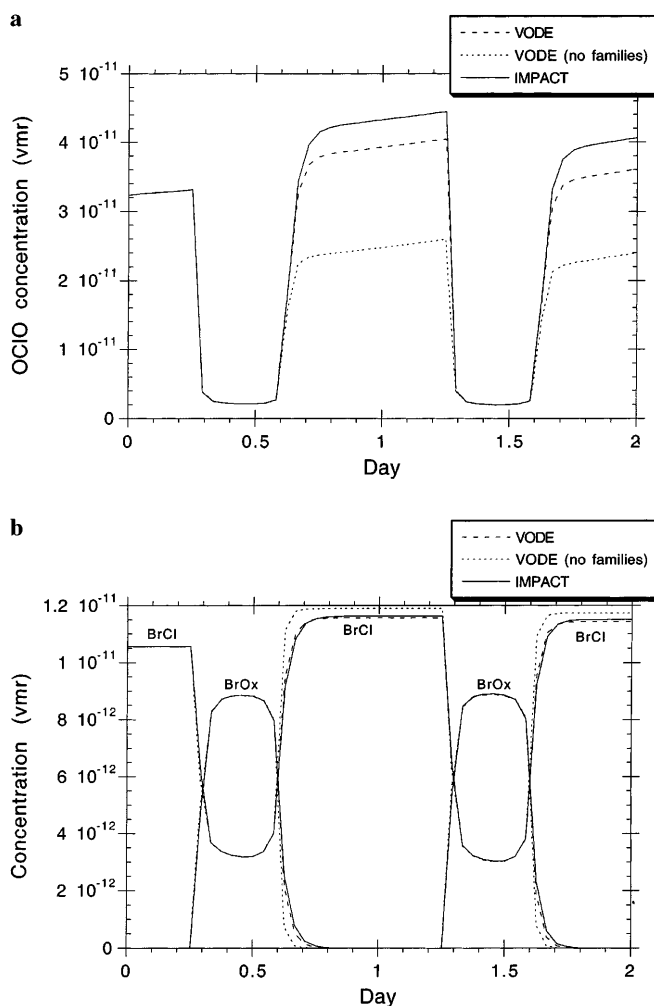 a
VODE
VODE (no families)
IMPACT
5 10⁻¹¹
4 10⁻¹¹
3 10⁻¹¹
2 10⁻¹¹
1 10⁻¹¹
0
OClO concentration (vmr)
0 0.5 1 1.5 2
Day
b
VODE
VODE (no families)
IMPACT
1.2 10⁻¹¹
1 10⁻¹¹
8 10⁻¹²
6 10⁻¹²
4 10⁻¹²
2 10⁻¹²
0
Concentration (vmr)
BrCl
BrOx
BrCl
BrOx
BrCl
0 0.5 1 1.5 2
Day